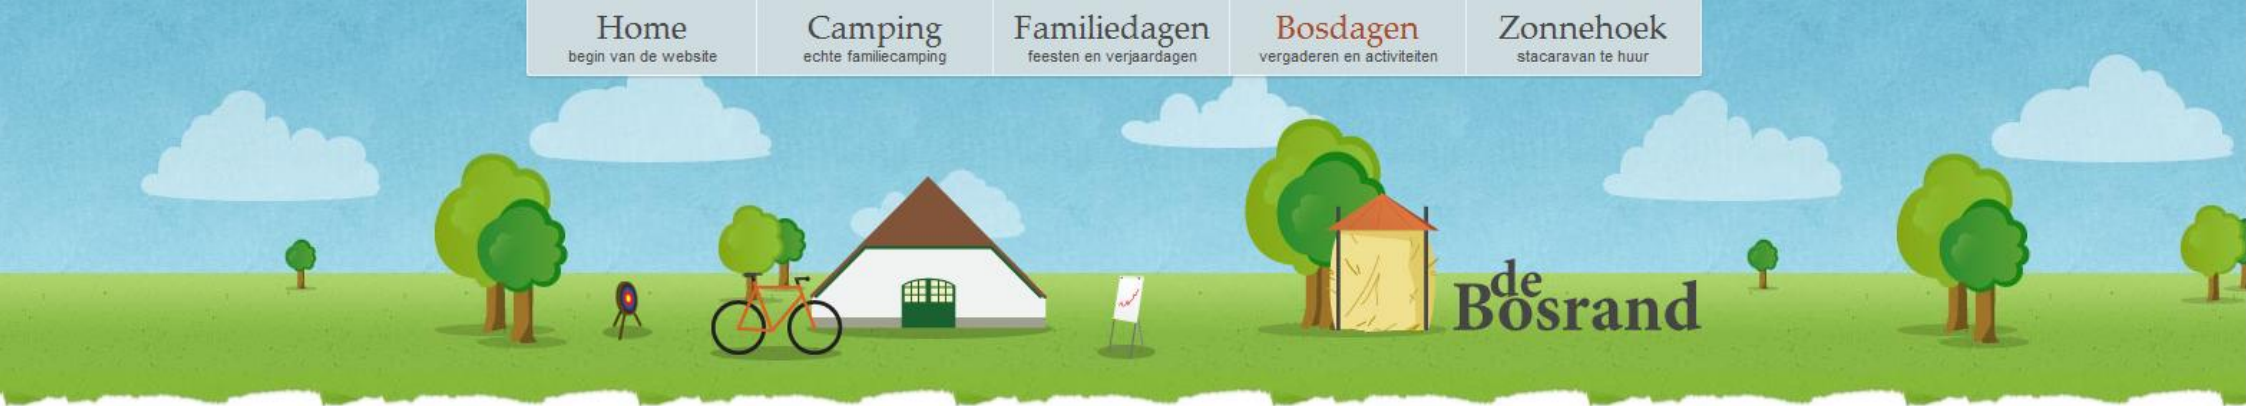 Home
begin van de website
Camping
echte familiecamping
Familiedagen
feesten en verjaardagen
Bosdagen
vergaderen en activiteiten
Zonnehoek
stacaravan te huur
de
Bosrand